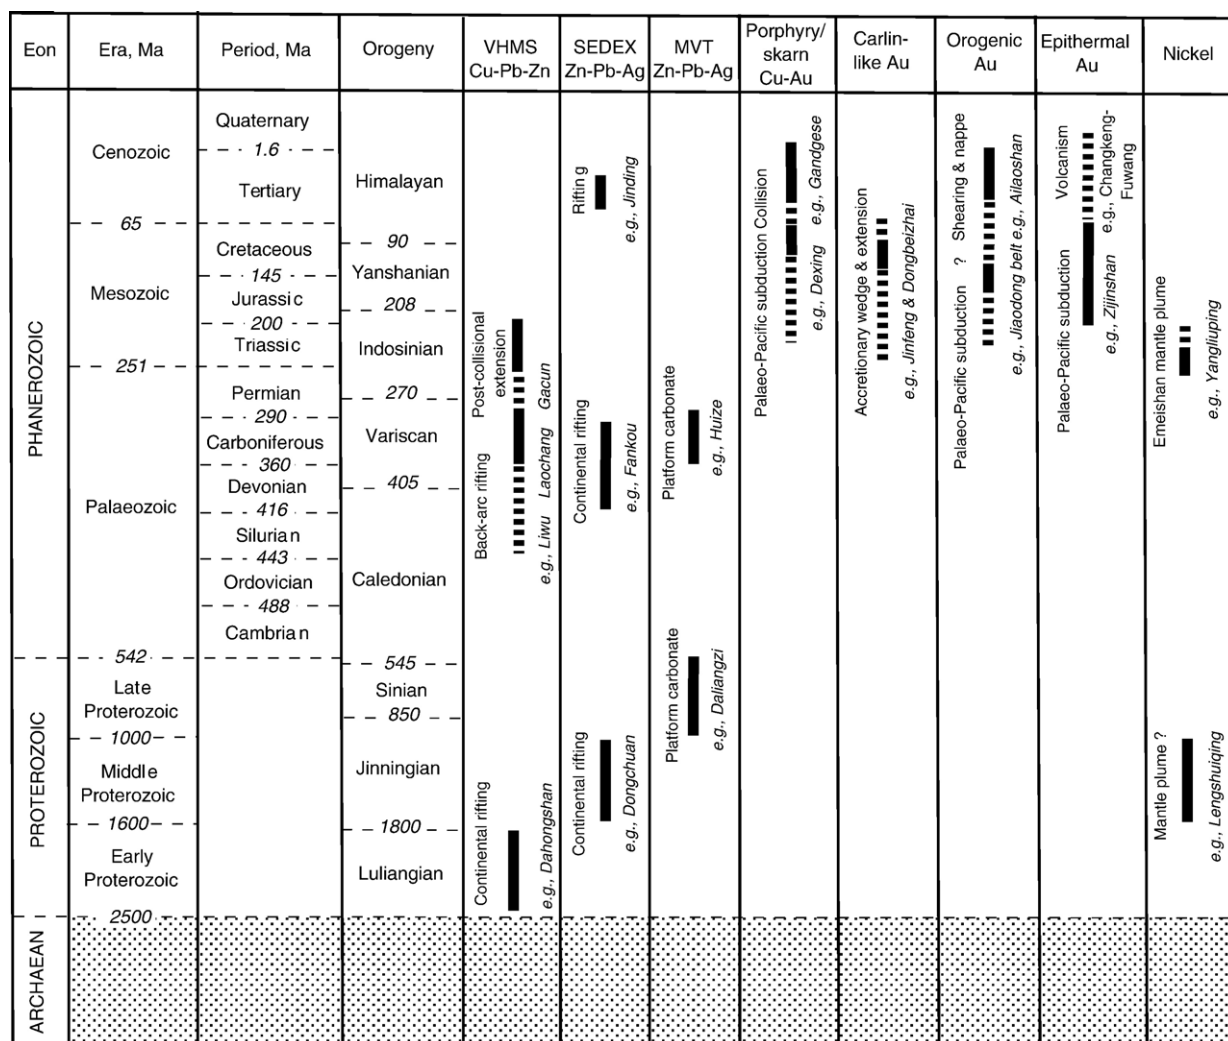 Eon
Era, Ma
Period, Ma
Orogeny
VHMS
Cu-Pb-Zn
SEDEX
Zn-Pb-Ag
MVT
Zn-Pb-Ag
Porphyry/
skarn
Cu-Au
Carlin-
like Au
Orogenic
Au
Epithermal
Au
Nickel
PHANEROZOIC
PROTEROZOIC
ARCHAEAN
Cenozoic
65
Mesozoic
251
Palaeozoic
542
Late
Proterozoic
1000
Middle
Proterozoic
1600
Early
Proterozoic
2500
Quaternary
1.6
Tertiary
Cretaceous
145
Jurassic
200
Triassic
Permian
290
Carboniferous
360
Devonian
416
Silurian
443
Ordovician
488
Cambrian
Himalayan
90
Yanshanian
208
Indosinian
270
Variscan
405
Caledonian
545
Sinian
850
Jinningian
1800
Luliangian
Post-collisional
extension
Back-arc rifting
e.g., Liwu Laochang Gacun
Continental rifting
e.g., Dahongshan
Rifting
e.g., Jinding
Continental rifting
e.g., Fankou
Continental rifting
e.g., Dongchuan
Platform carbonate
e.g., Huize
Platform carbonate
e.g., Daliangzi
Palaeo-Pacific subduction Collision
e.g., Dexing e.g., Gandgese
Accretionary wedge & extension
e.g., Jinfeng & Dongbeizhai
Palaeo-Pacific subduction ? Shearing & nappe
e.g., Jiaodong belt e.g., Ailaoshan
Palaeo-Pacific subduction Volcanism
e.g., Zijinshan e.g., Changkeng-
Fuwang
Emeishan mantle plume
e.g., Yangliuping
Mantle plume ?
e.g., Lengshuiqing